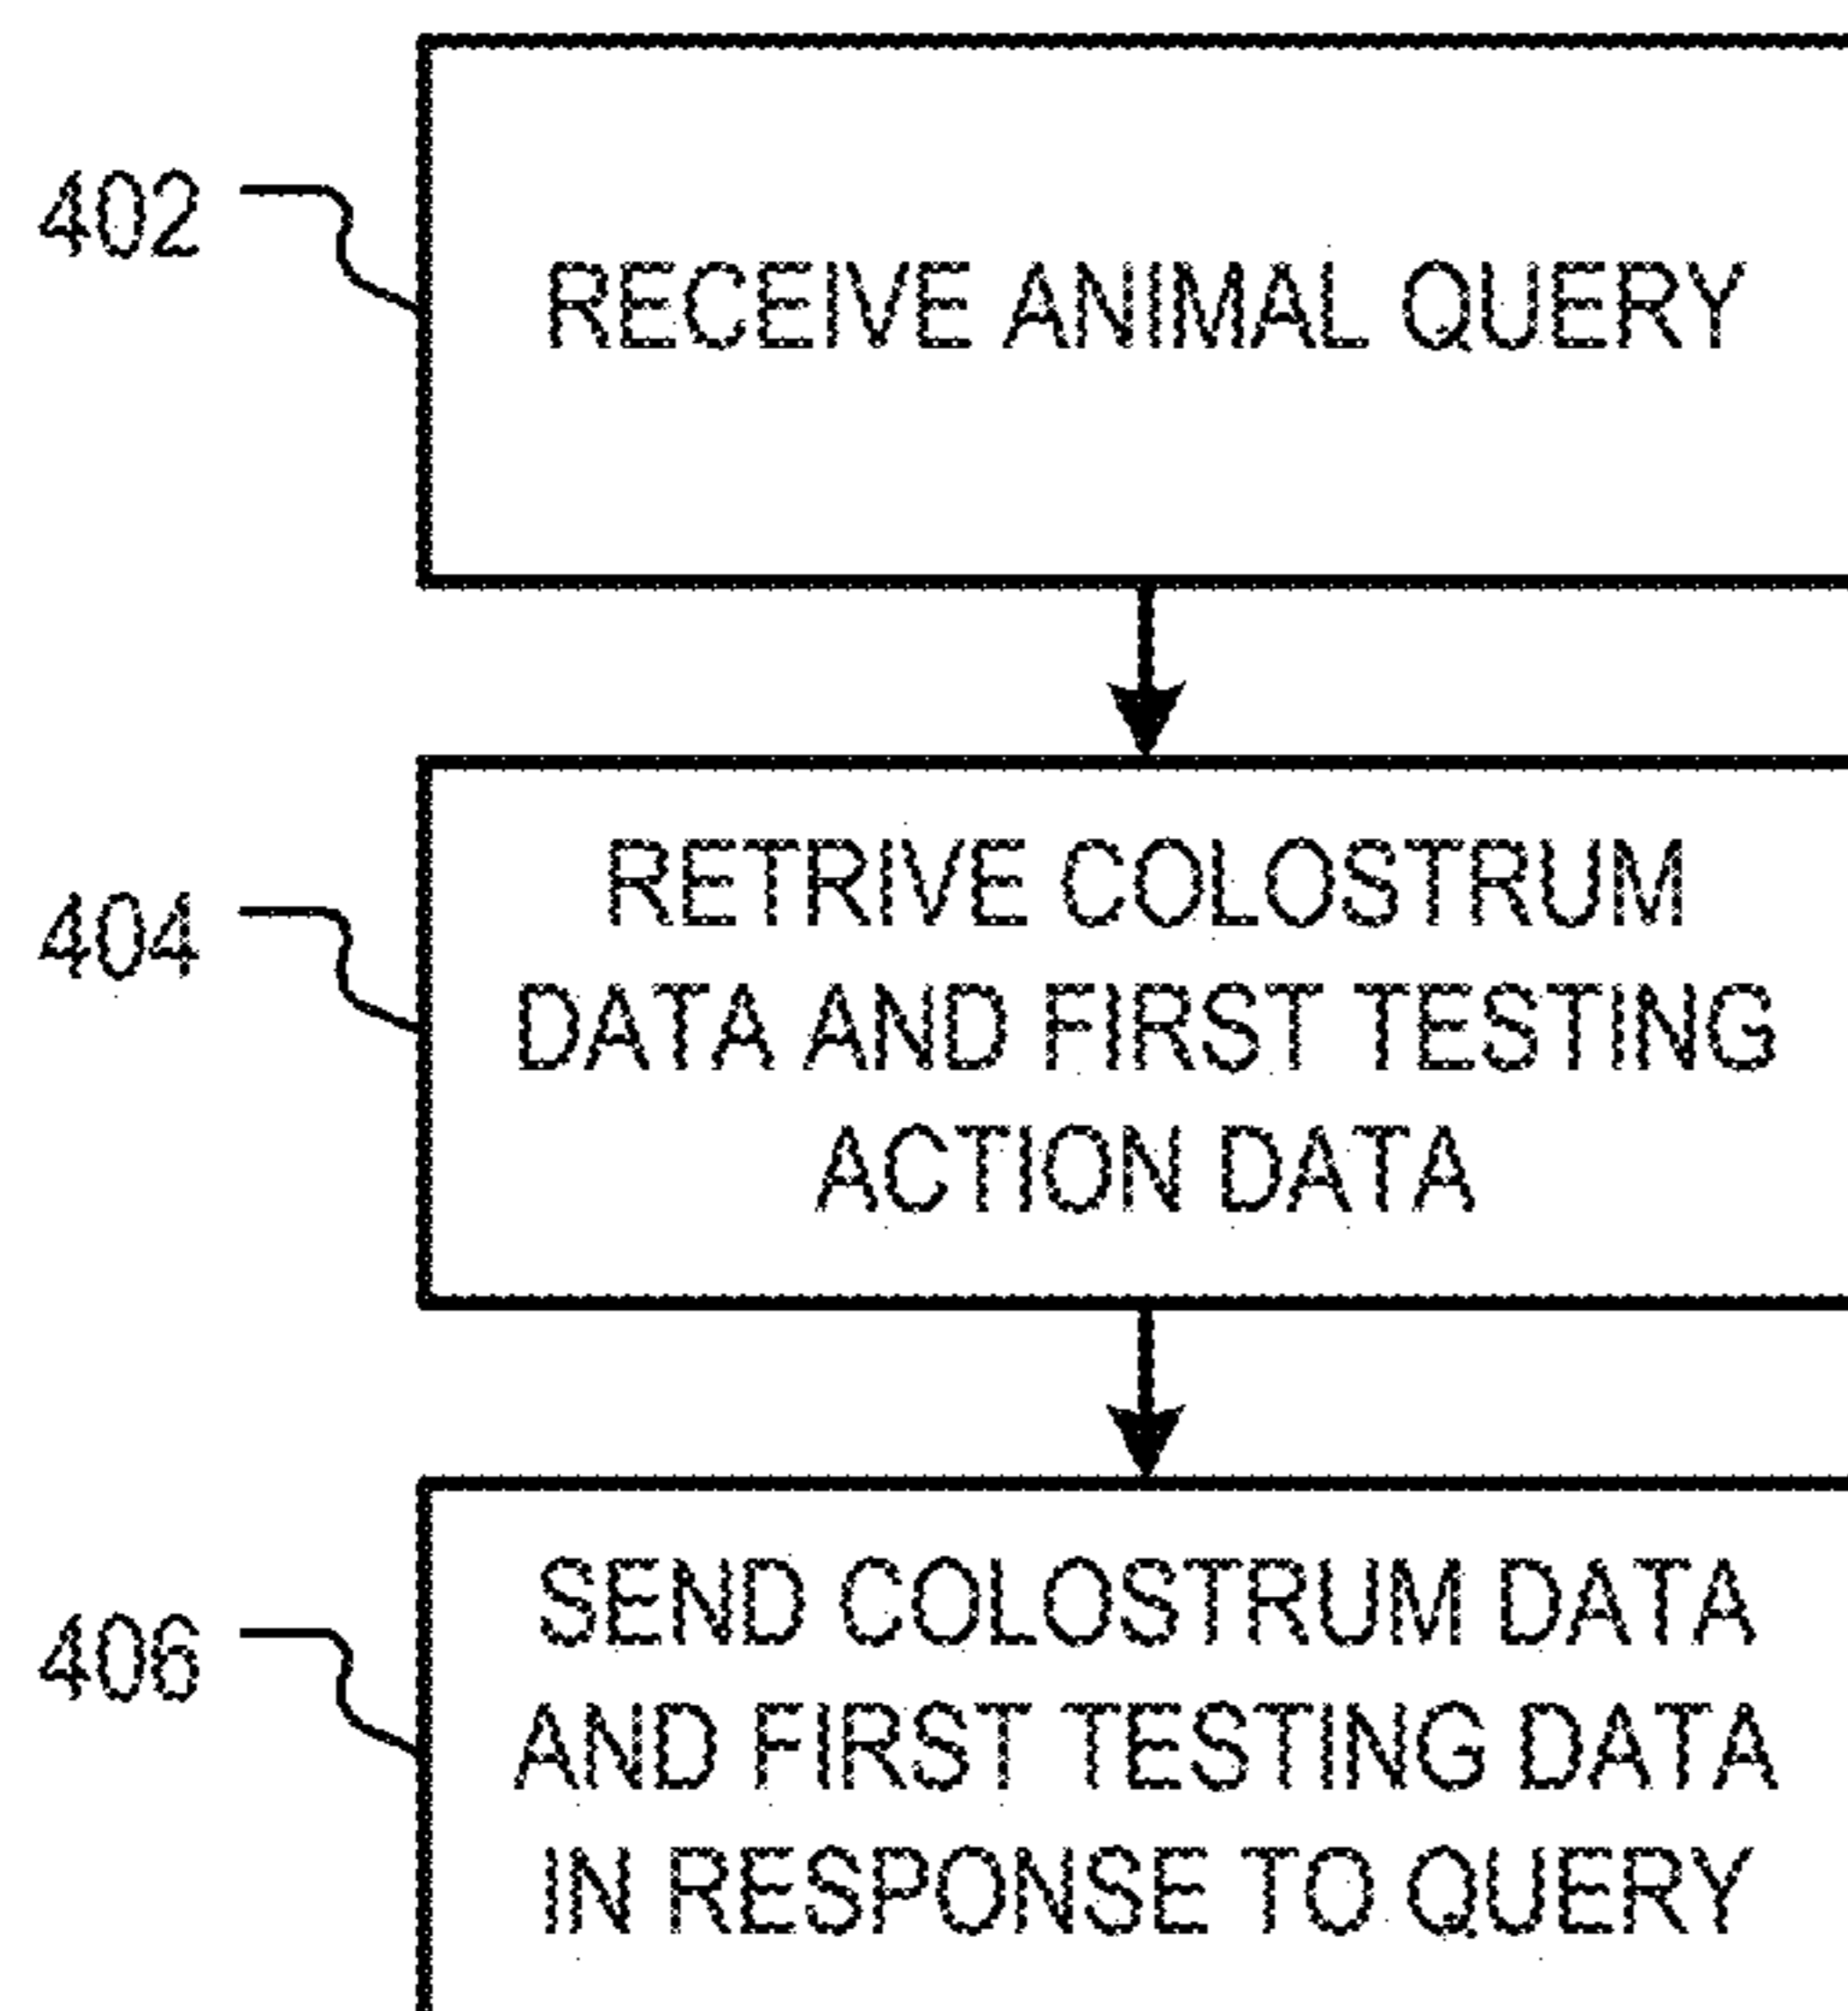 402
RECEIVE ANIMAL QUERY
404
RETRIVE COLOSTRUM
DATA AND FIRST TESTING
ACTION DATA
406
SEND COLOSTRUM DATA
AND FIRST TESTING DATA
IN RESPONSE TO QUERY